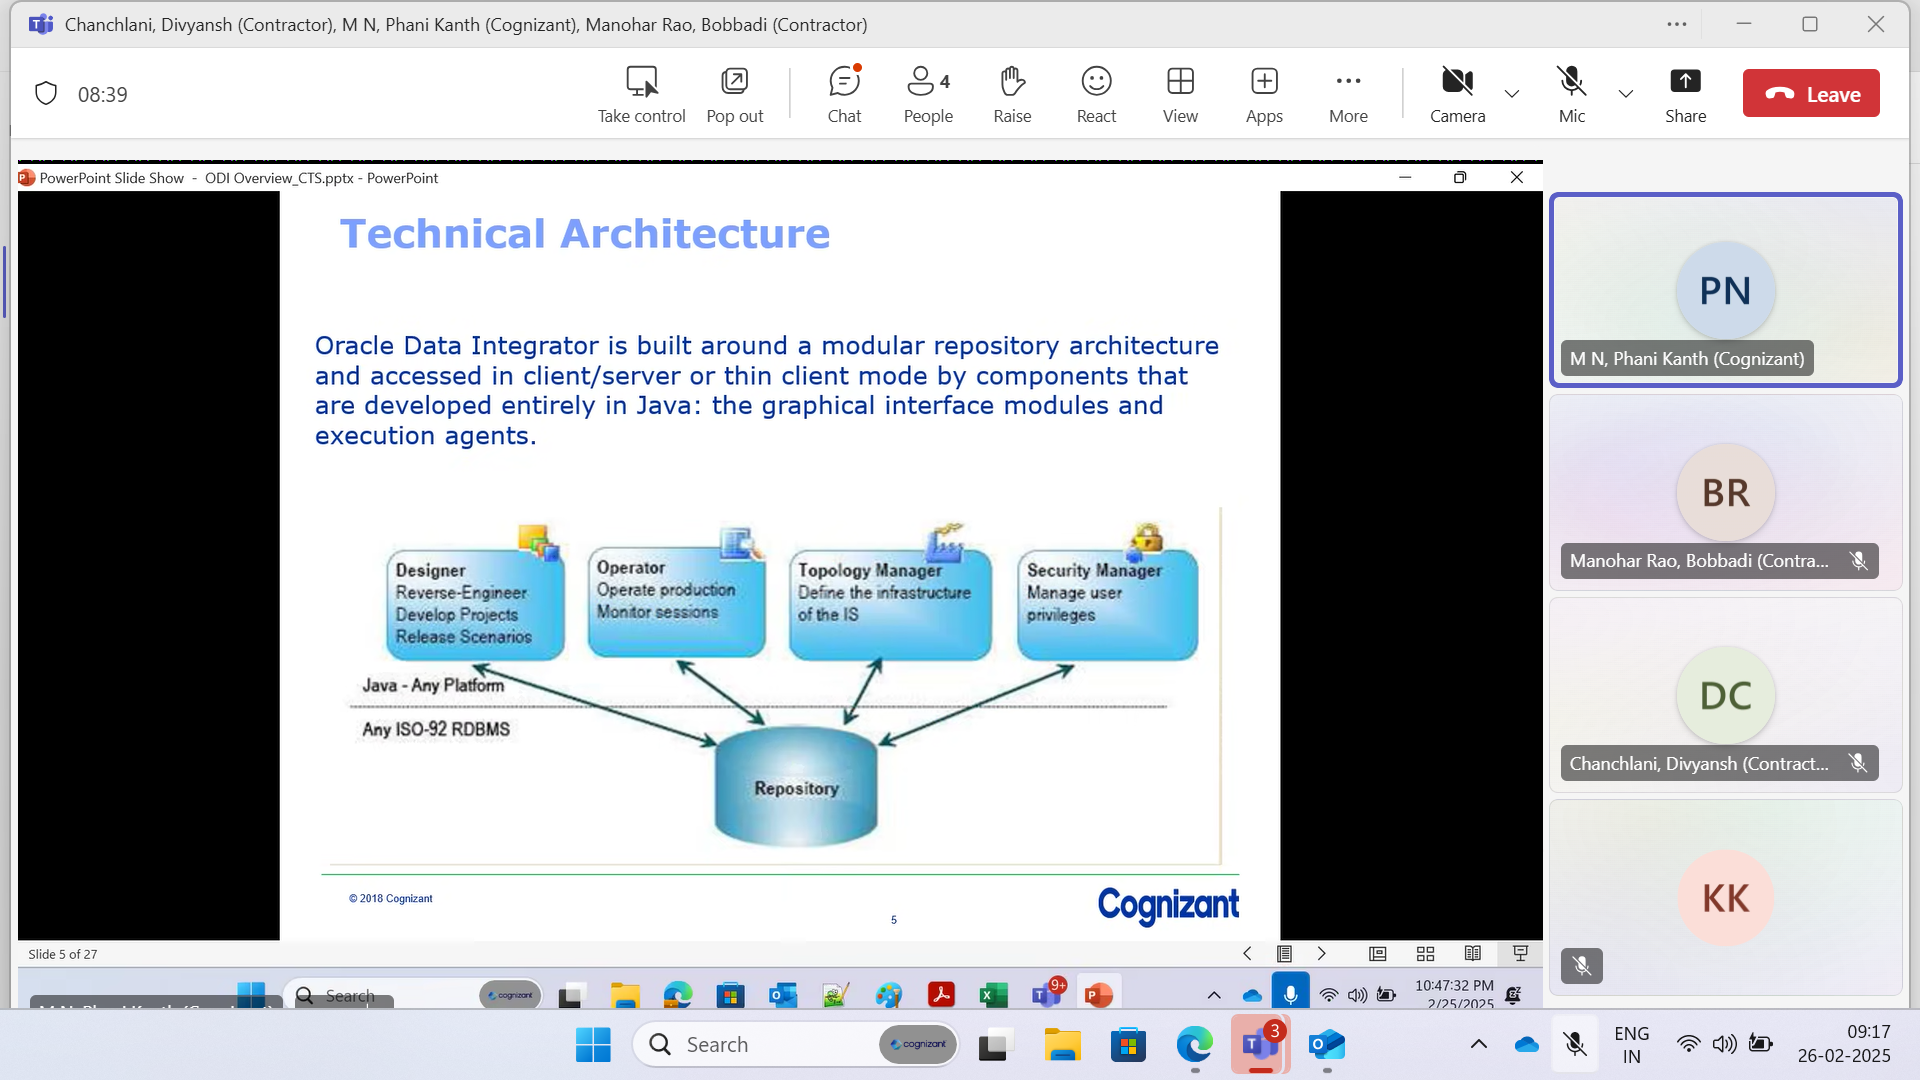 Chanchlani, Divyansh (Contractor), M N, Phani Kanth (Cognizant), Manohar Rao, Bobbadi (Contractor)
08:39
Take control
Pop out
Chat
4
People
Raise
React
View
Apps
More
Camera
Mic
Share
Leave
PowerPoint Slide Show - ODI Overview_CTS.pptx - PowerPoint
Technical Architecture
Oracle Data Integrator is built around a modular repository architecture
and accessed in client/server or thin client mode by components that
are developed entirely in Java: the graphical interface modules and
execution agents.
Designer
Reverse-Engineer
Develop Projects
Release Scenarios
Operator
Operate production
Monitor sessions
Topology Manager
Define the infrastructure
of the IS
Security Manager
Manage user
privileges
Java - Any Platform
Any ISO-92 RDBMS
Repository
© 2018 Cognizant
5
Cognizant
Slide 5 of 27
PN
M N, Phani Kanth (Cognizant)
BR
Manohar Rao, Bobbadi (Contra...
DC
Chanchlani, Divyansh (Contract...
KK
Search
cognizant
9+
10:47:32 PM
2/25/2025
Search
cognizant
3
ENG
IN
09:17
26-02-2025